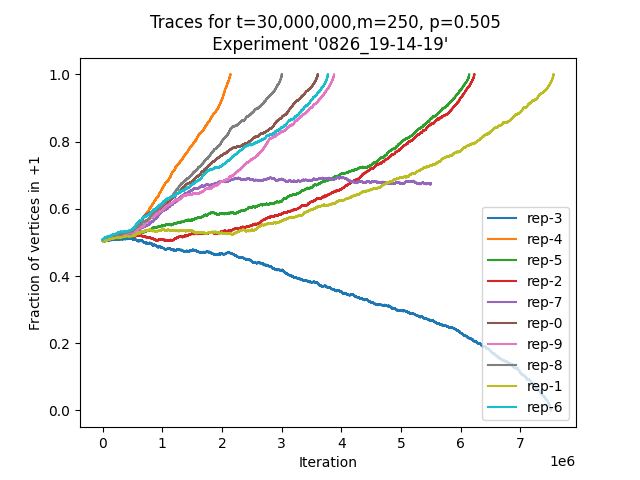 Traces for t=30,000,000,m=250, p=0.505
Experiment '0826_19-14-19'
Fraction of vertices in +1
1.0
0.8
0.6
0.4
0.2
0.0
rep-3
rep-4
rep-5
rep-2
rep-7
rep-0
rep-9
rep-8
rep-1
rep-6
0 1 2 3 4 5 6 7
1e6
Iteration